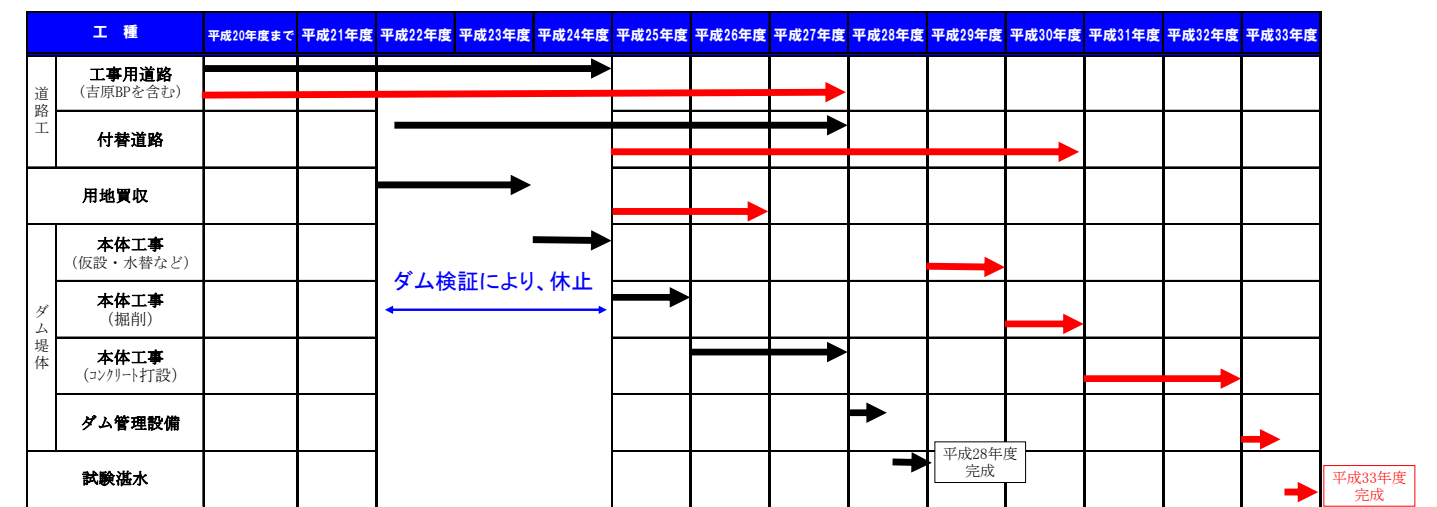 工 種
平成20年度まで
平成21年度
平成22年度
平成23年度
平成24年度
平成25年度
平成26年度
平成27年度
平成28年度
平成29年度
平成30年度
平成31年度
平成32年度
平成33年度
道路工
工事用道路
(吉原BPを含む)
付替道路
用地買収
ダム堤体
本体工事
(仮設・水替など)
ダム検証により、休止
本体工事
(掘削)
本体工事
(ｺﾝｸﾘｰﾄ打設)
ダム管理設備
平成28年度
完成
試験湛水
平成33年度
完成